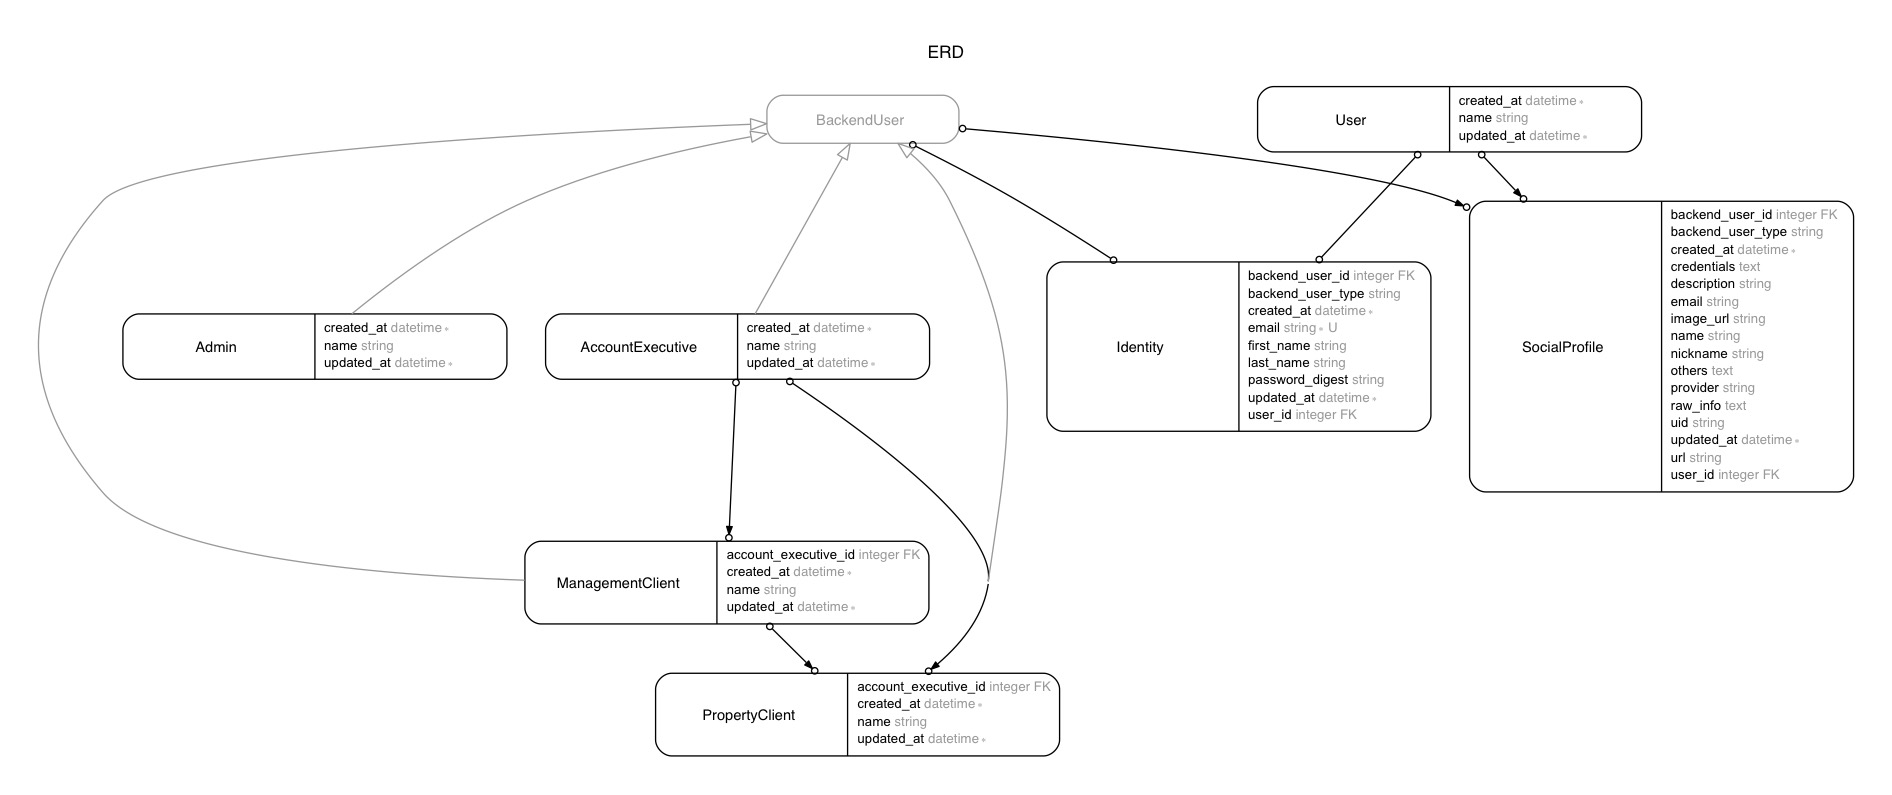 ERD
BackendUser
User
created_at datetime *
name string
updated_at datetime *
SocialProfile
backend_user_id integer FK
backend_user_type string
created_at datetime *
credentials text
description string
email string
image_url string
name string
nickname string
others text
provider string
raw_info text
uid string
updated_at datetime *
url string
user_id integer FK
Identity
backend_user_id integer FK
backend_user_type string
created_at datetime *
email string * U
first_name string
last_name string
password_digest string
updated_at datetime *
user_id integer FK
Admin
created_at datetime *
name string
updated_at datetime *
AccountExecutive
created_at datetime *
name string
updated_at datetime *
ManagementClient
account_executive_id integer FK
created_at datetime *
name string
updated_at datetime *
PropertyClient
account_executive_id integer FK
created_at datetime *
name string
updated_at datetime *